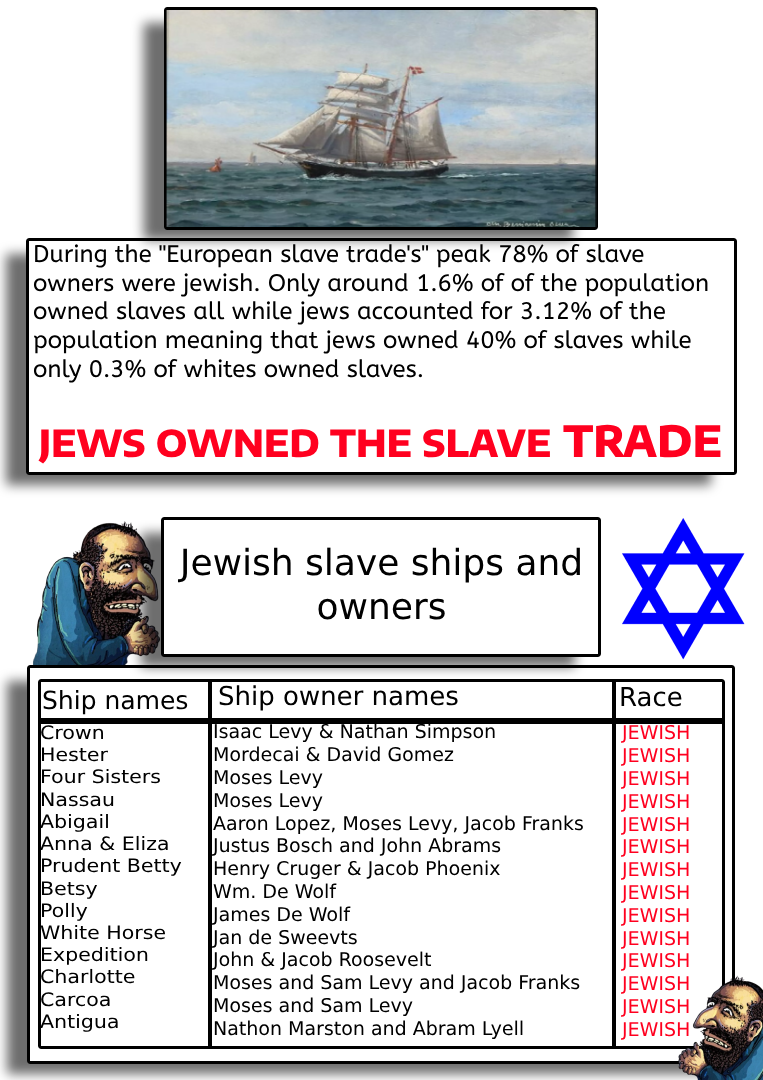 During the "European slave trade's" peak 78% of slave
owners were jewish. Only around 1.6% of of the population
owned slaves all while jews accounted for 3.12% of the
population meaning that jews owned 40% of slaves while
only 0.3% of whites owned slaves.
JEWS OWNED THE SLAVE TRADE
Jewish slave ships and
owners
Ship names Ship owner names Race
Crown Isaac Levy & Nathan Simpson JEWISH
Hester Mordecai & David Gomez JEWISH
Four Sisters Moses Levy JEWISH
Nassau Moses Levy JEWISH
Abigail Aaron Lopez, Moses Levy, Jacob Franks JEWISH
Anna & Eliza Justus Bosch and John Abrams JEWISH
Prudent Betty Henry Cruger & Jacob Phoenix JEWISH
Betsy Wm. De Wolf JEWISH
Polly James De Wolf JEWISH
White Horse Jan de Sweevts JEWISH
Expedition John & Jacob Roosevelt JEWISH
Charlotte Moses and Sam Levy and Jacob Franks JEWISH
Carcoa Moses and Sam Levy JEWISH
Antigua Nathon Marston and Abram Lyell JEWISH